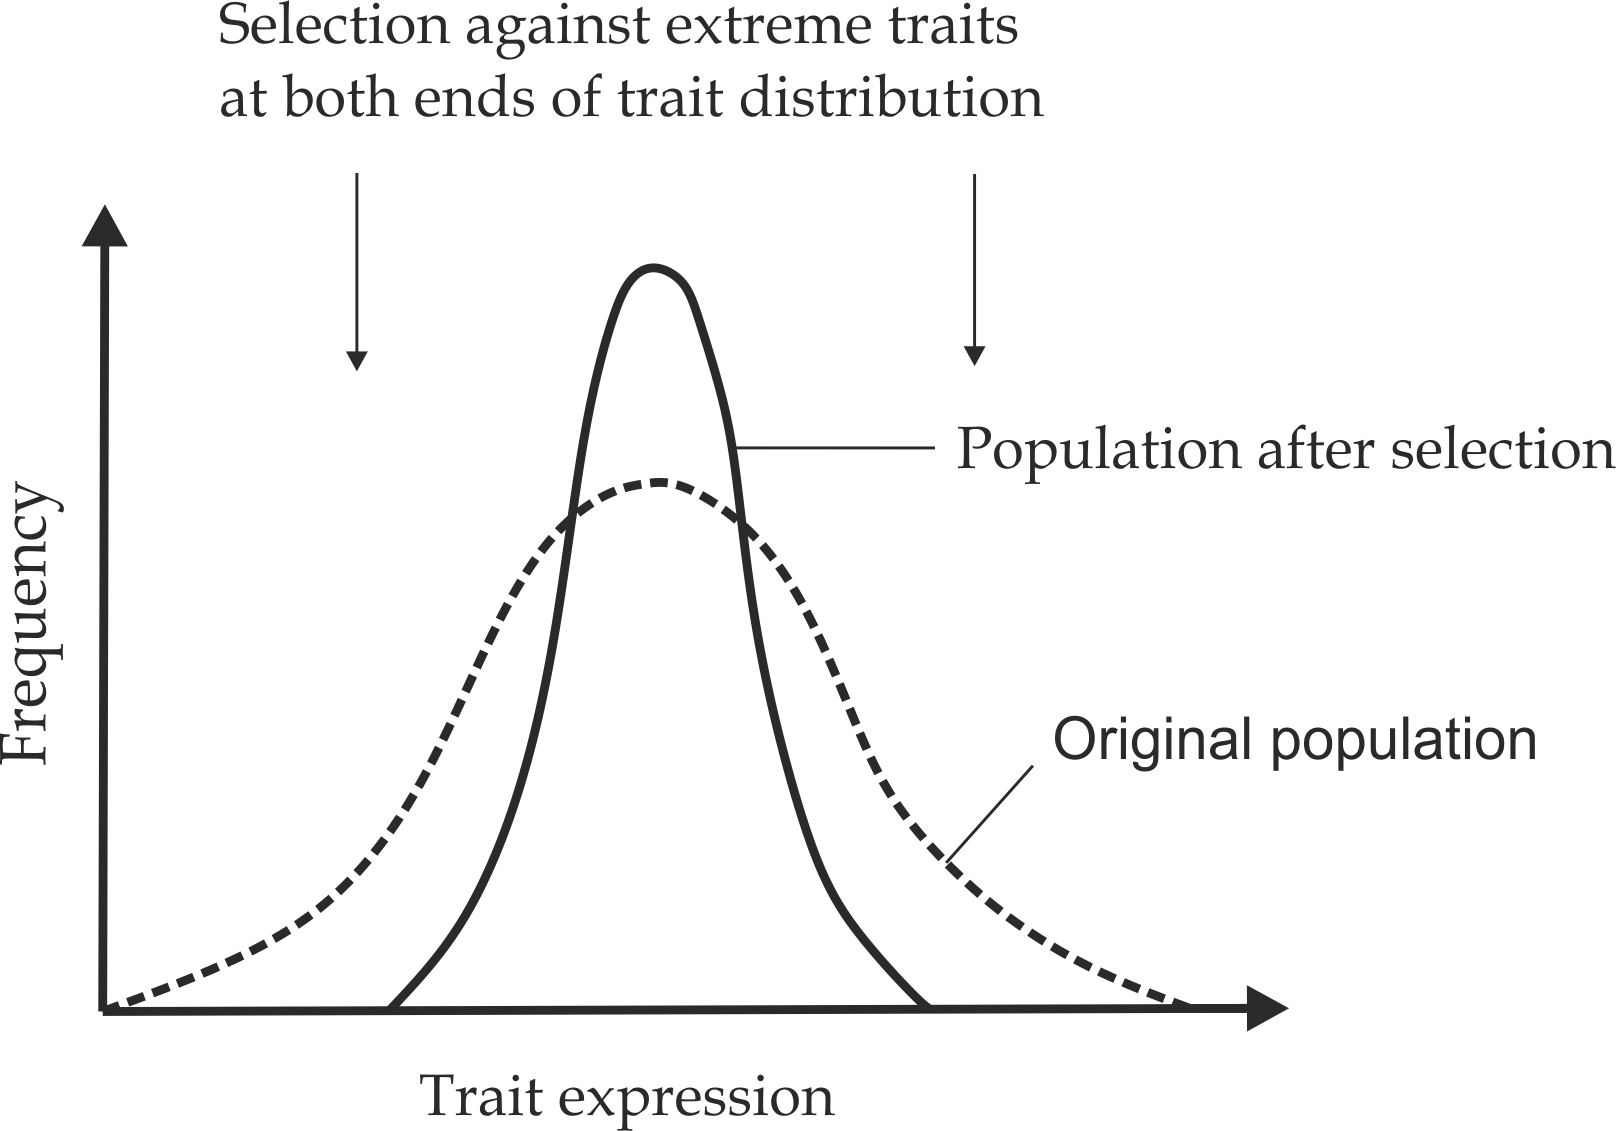 Selection against extreme traits
at both ends of trait distribution
Population after selection
Original population
Frequency
Trait expression